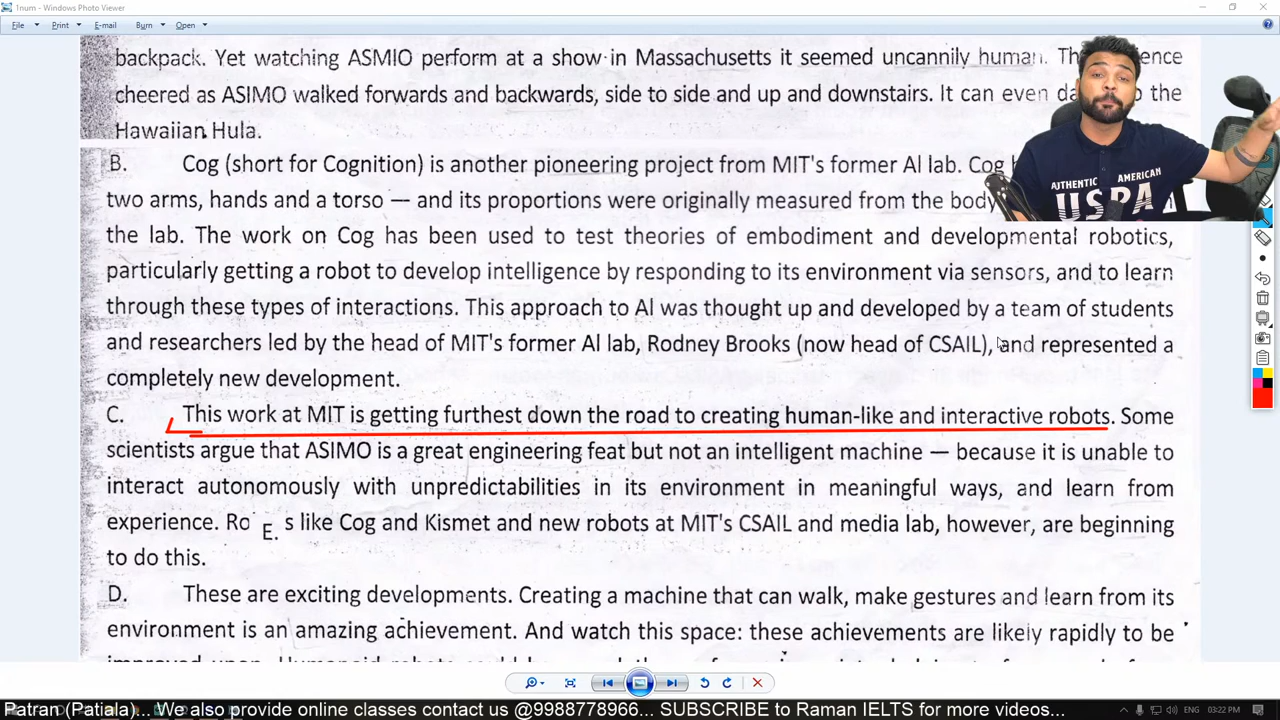 1num - Windows Photo Viewer
File Print E-mail Burn Open
backpack. Yet watching ASMIO perform at a show in Massachusetts it seemed uncannily human.
cheered as ASIMO walked forwards and backwards, side to side and up and downstairs. It can even the
Hawaiian Hula.
B. Cog (short for Cognition) is another pioneering project from MIT's former Al lab. Cog
two arms, hands and a torso — and its proportions were originally measured from the body
the lab. The work on Cog has been used to test theories of embodiment and developmental robotics,
particularly getting a robot to develop intelligence by responding to its environment via sensors, and to learn
through these types of interactions. This approach to Al was thought up and developed by a team of students
and researchers led by the head of MIT's former Al lab, Rodney Brooks (now head of CSAIL), and represented a
completely new development.
C. This work at MIT is getting furthest down the road to creating human-like and interactive robots. Some
scientists argue that ASIMO is a great engineering feat but not an intelligent machine — because it is unable to
interact autonomously with unpredictabilities in its environment in meaningful ways, and learn from
experience. Ro E. s like Cog and Kismet and new robots at MIT's CSAIL and media lab, however, are beginning
to do this.
D. These are exciting developments. Creating a machine that can walk, make gestures and learn from its
environment is an amazing achievement. And watch this space: these achievements are likely rapidly to be
AUTHENTIC AMERICAN
USPA
Patran (Patiala)... We also provide online classes contact us @9988778966... SUBSCRIBE to Raman IELTS for more videos...
ENG 03:22 PM